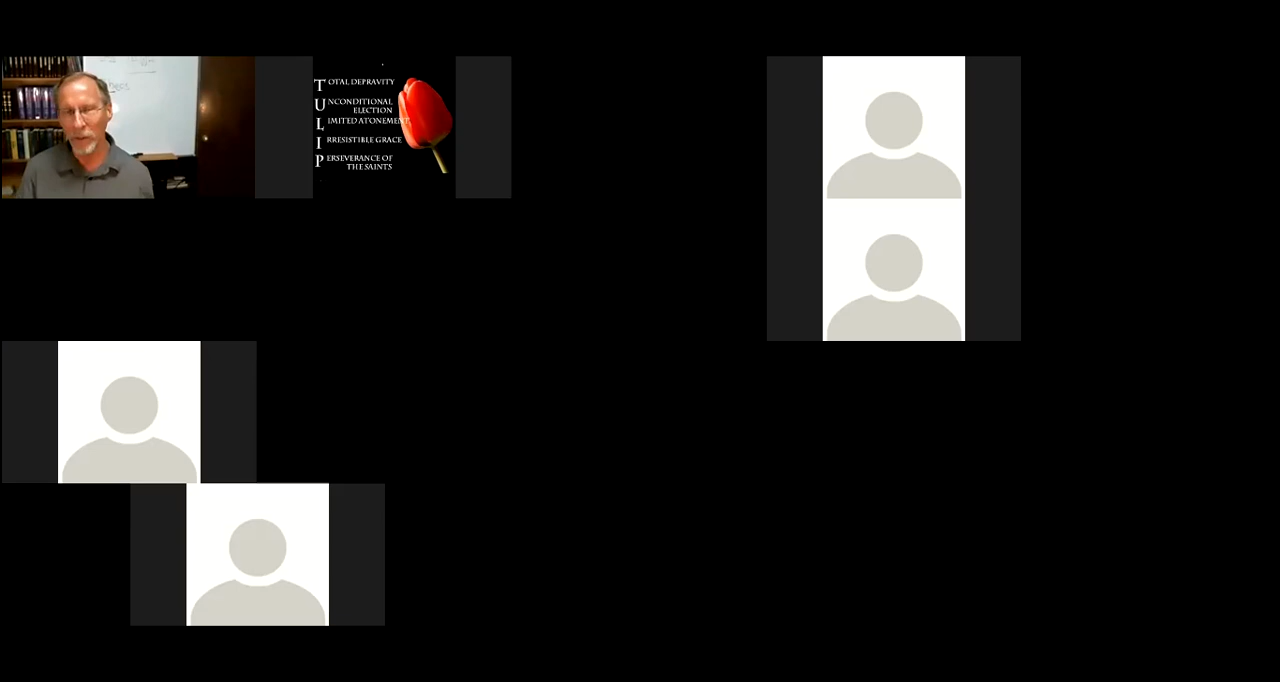 TOTAL DEPRAVITY
UNCONDITIONAL
ELECTION
LIMITED ATONEMENT
IRRESISTIBLE GRACE
PERSEVERANCE OF
THE SAINTS